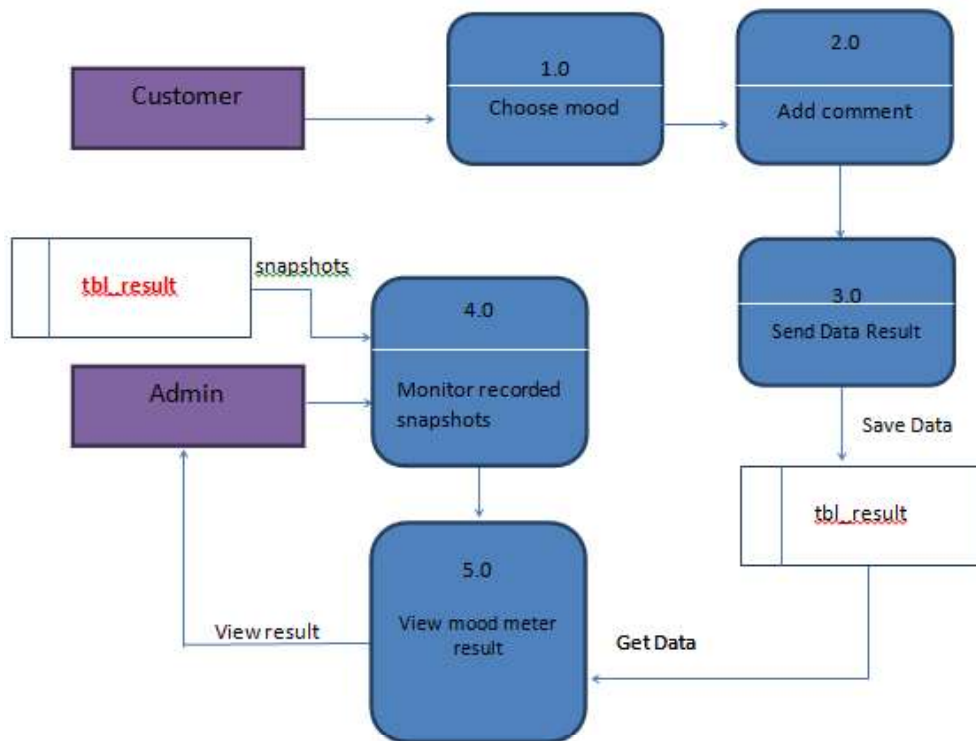 Customer
1.0
Choose mood
2.0
Add comment
tbl_result
snapshots
4.0
Monitor recorded
snapshots
3.0
Send Data Result
Admin
Save Data
tbl_result
5.0
View mood meter
result
View result
Get Data